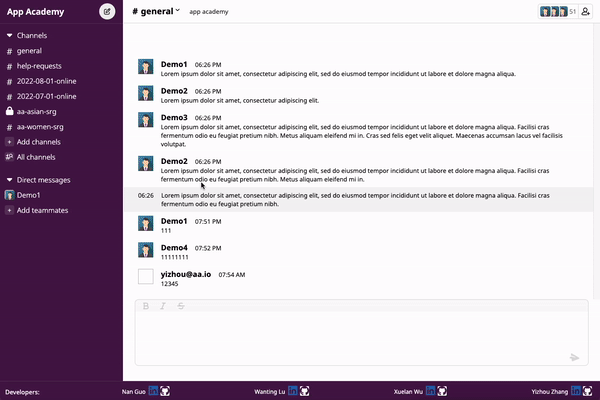 App Academy
Channels
# general
# help-requests
# 2022-08-01-online
# 2022-07-01-online
aa-asian-srg
# aa-women-srg
+ Add channels
All channels
Direct messages
Demo1
+ Add teammates
# general
app academy
51
Demo1 06:26 PM
Lorem ipsum dolor sit amet, consectetur adipiscing elit, sed do eiusmod tempor incididunt ut labore et dolore magna aliqua.
Demo2 06:26 PM
Lorem ipsum dolor sit amet, consectetur adipiscing elit.
Demo3 06:26 PM
Lorem ipsum dolor sit amet, consectetur adipiscing elit, sed do eiusmod tempor incididunt ut labore et dolore magna aliqua. Facilisi cras
fermentum odio eu feugiat pretium nibh. Metus aliquam eleifend mi in. Cras sed felis eget velit aliquet. Maecenas accumsan lacus vel facilisis
volutpat.
Demo2 06:26 PM
Lorem ipsum dolor sit amet, consectetur adipiscing elit, sed do eiusmod tempor incididunt ut labore et dolore magna aliqua. Facilisi cras
fermentum odio eu feugiat pretium nibh. Metus aliquam eleifend mi in.
06:26 Lorem ipsum dolor sit amet, consectetur adipiscing elit, sed do eiusmod tempor incididunt ut labore et dolore magna aliqua. Facilisi cras
fermentum odio eu feugiat pretium nibh.
Demo1 07:51 PM
111
Demo4 07:52 PM
11111111
yizhou@aa.io 07:54 AM
12345
B I S
Developers: Nan Guo in Wanting Lu in Xuelan Wu in Yizhou Zhang in